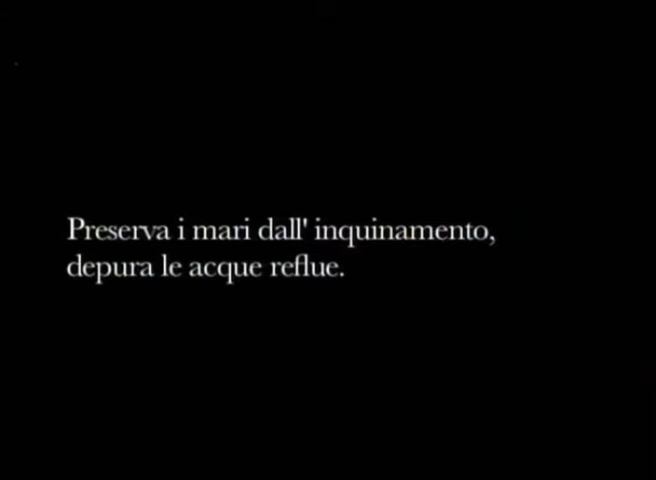 Preserva i mari dall' inquinamento,
depura le acque reflue.